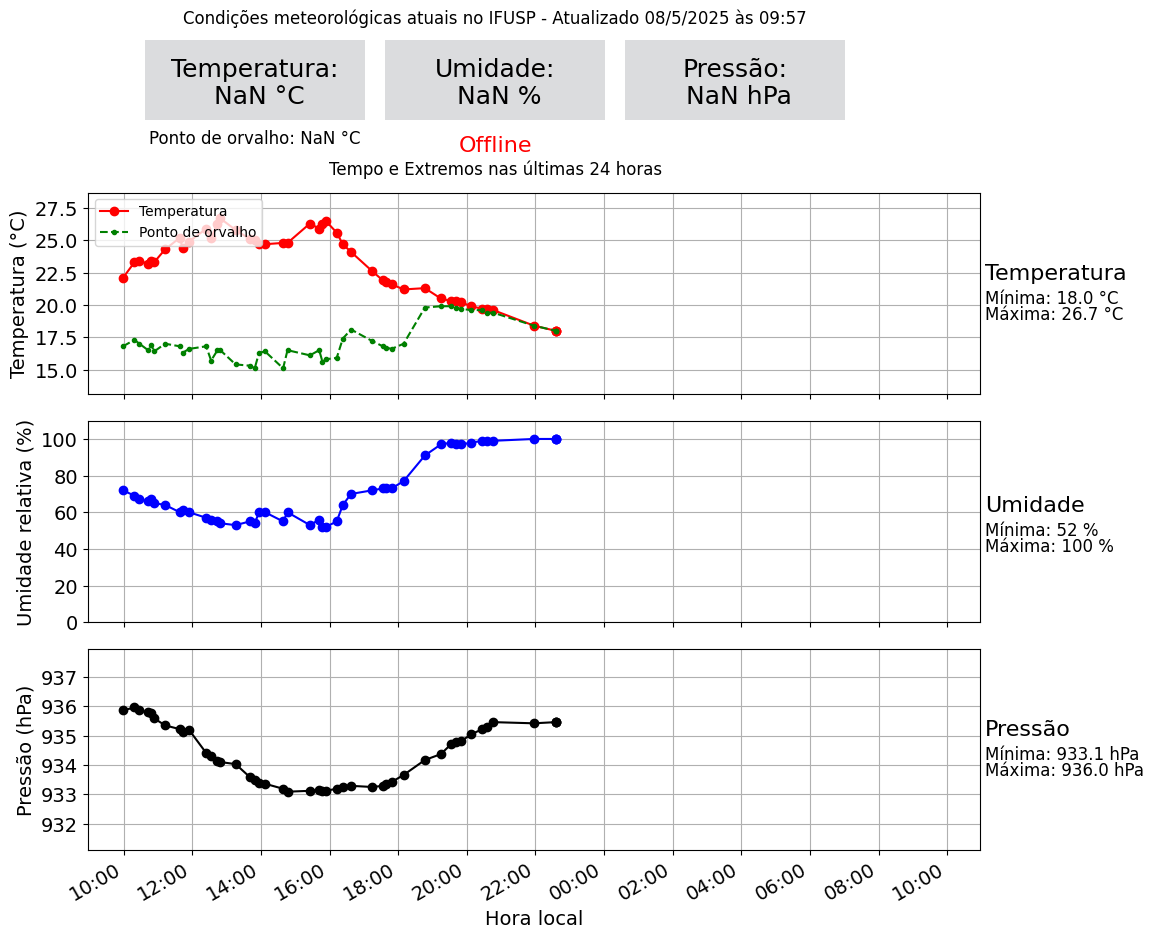 Condições meteorológicas atuais no IFUSP - Atualizado 08/5/2025 às 09:57
Temperatura:
NaN °C
Umidade:
NaN %
Pressão:
NaN hPa
Ponto de orvalho: NaN °C
Offline
Tempo e Extremos nas últimas 24 horas
Temperatura (°C)
27.5
25.0
22.5
20.0
17.5
15.0
Temperatura
Ponto de orvalho
Temperatura
Mínima: 18.0 °C
Máxima: 26.7 °C
Umidade relativa (%)
100
80
60
40
20
0
Umidade
Mínima: 52 %
Máxima: 100 %
Pressão (hPa)
937
936
935
934
933
932
Pressão
Mínima: 933.1 hPa
Máxima: 936.0 hPa
10:00
12:00
14:00
16:00
18:00
20:00
22:00
00:00
02:00
04:00
06:00
08:00
10:00
Hora local